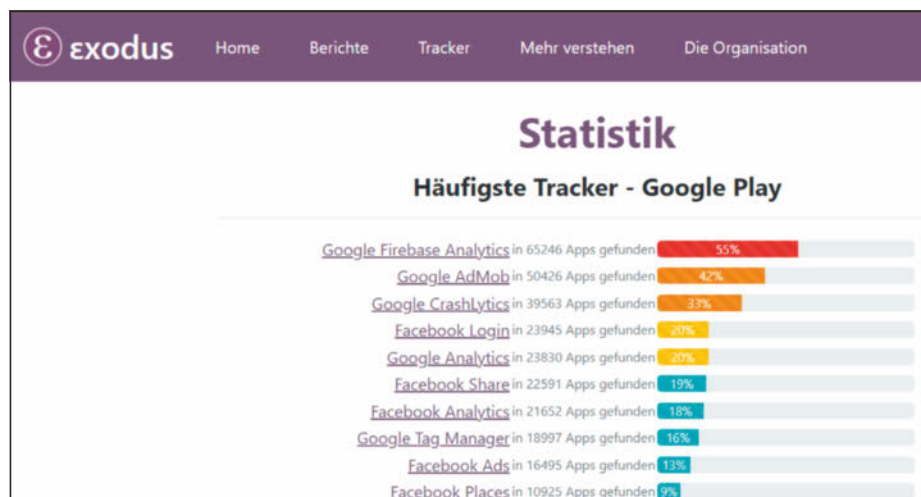 ε εxodus Home Berichte Tracker Mehr verstehen Die Organisation
Statistik
Häufigste Tracker - Google Play
Google Firebase Analytics in 65246 Apps gefunden 55%
Google AdMob in 50426 Apps gefunden 42%
Google CrashLytics in 39563 Apps gefunden 33%
Facebook Login in 23945 Apps gefunden 20%
Google Analytics in 23830 Apps gefunden 20%
Facebook Share in 22591 Apps gefunden 19%
Facebook Analytics in 21652 Apps gefunden 18%
Google Tag Manager in 18997 Apps gefunden 16%
Facebook Ads in 16495 Apps gefunden 13%
Facebook Places in 10925 Apps gefunden 9%